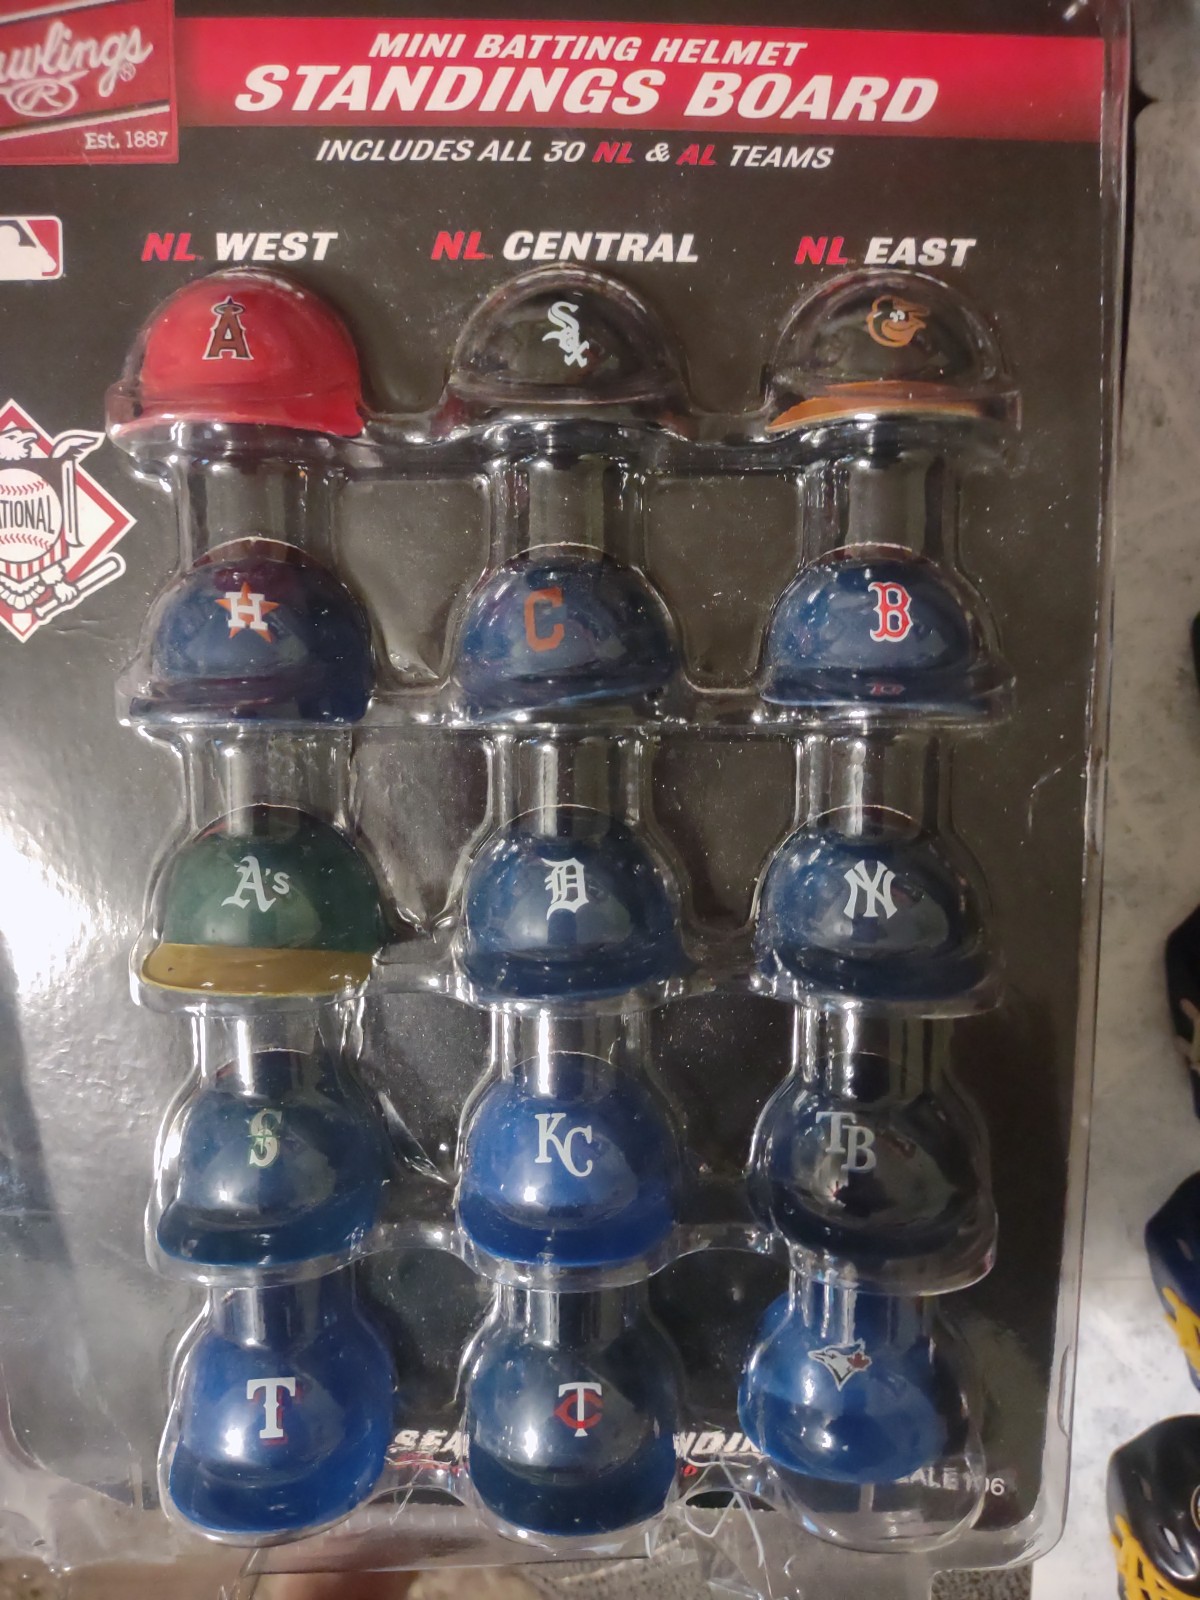 Est. 1887
MINI BATTING HELMET
STANDINGS BOARD
INCLUDES ALL 30 NL & AL TEAMS
NL WEST NL CENTRAL NL EAST
A Sox
H C B
A's D NY
S KC TB
T TC